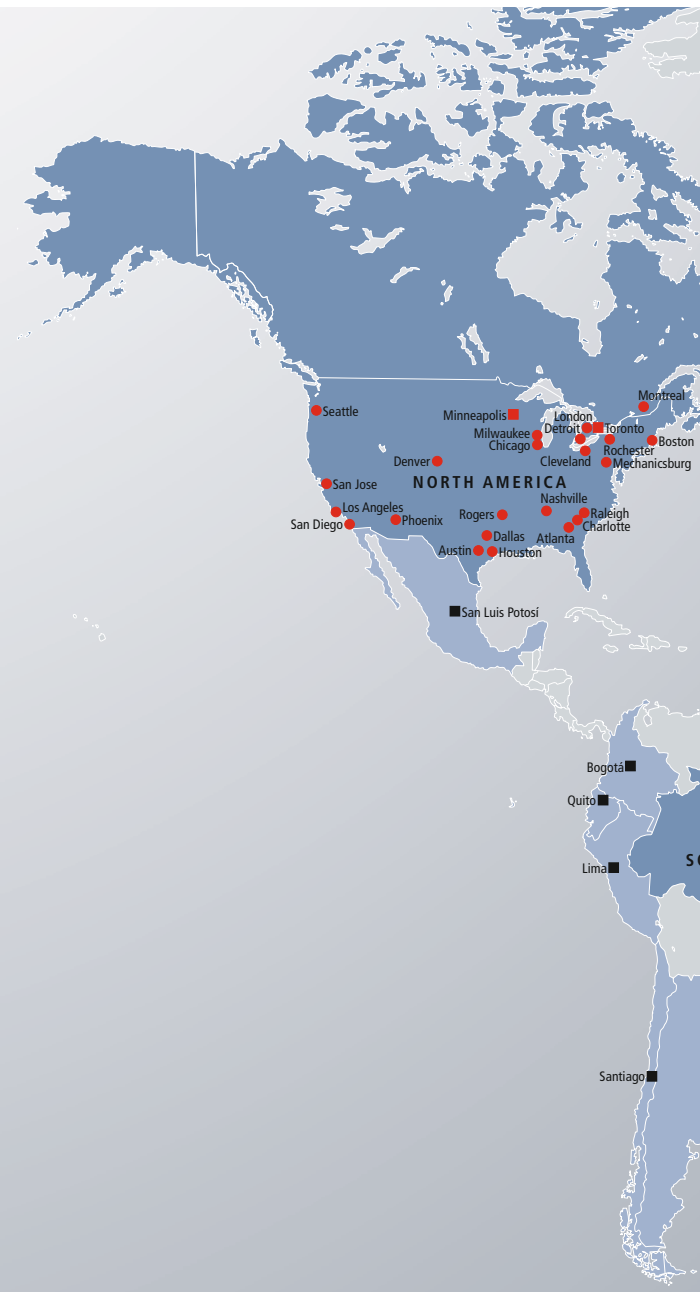 Montreal
Seattle
Minneapolis
London
Detroit
Toronto
Milwaukee
Chicago
Rochester
Boston
Denver
Cleveland
Mechanicsburg
NORTH AMERICA
San Jose
Nashville
Los Angeles
Rogers
Raleigh
San Diego
Phoenix
Charlotte
Atlanta
Dallas
Austin
Houston
San Luis Potosí
Bogotá
Quito
S
Lima
Santiago